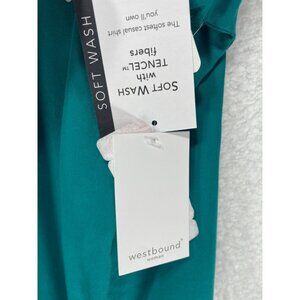 SOFT WASH
SOFT WASH
with
TENCEL™
fibers
The softest casual shirt
you'll own
westbound®
woman